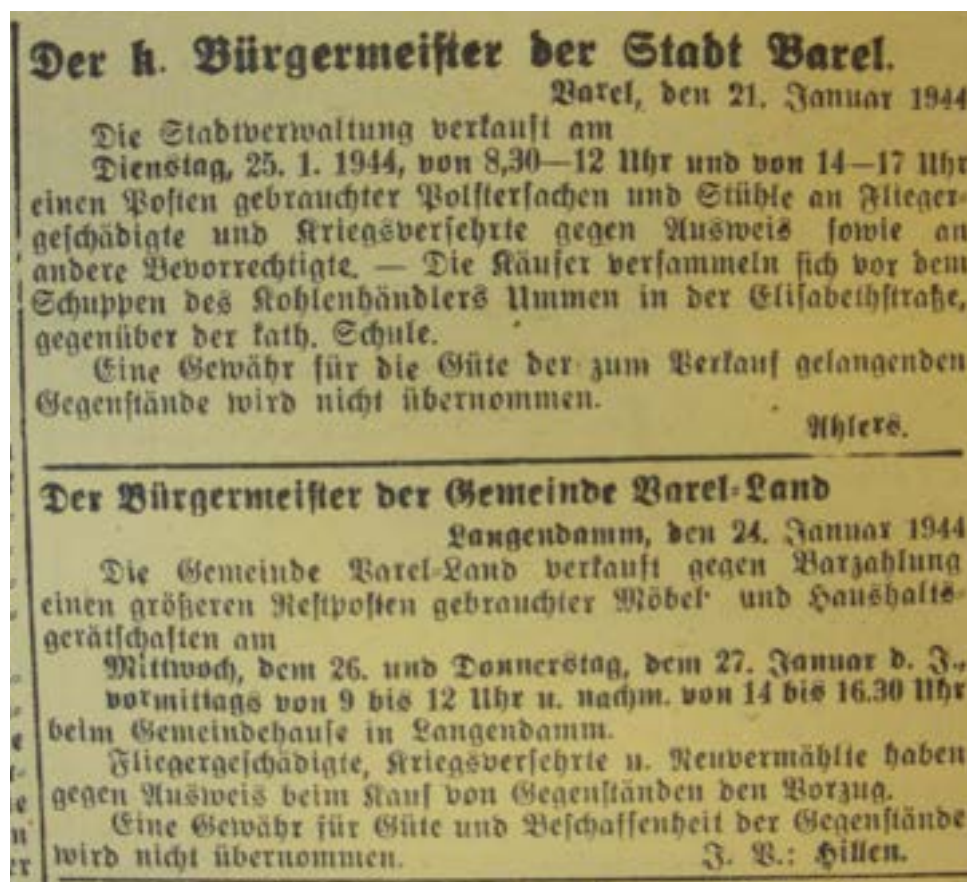 Der k. Bürgermeister der Stadt Varel.
Varel, den 21. Januar 1944
Die Stadtverwaltung verkauft am
Dienstag, 25. 1. 1944, von 8,30—12 Uhr und von 14—17 Uhr
einen Posten gebrauchter Polstersachen und Stühle an Flieger-
geschädigte und Kriegsversehrte gegen Ausweis sowie an
andere Bevorrechtigte. — Die Käufer versammeln sich vor dem
Schuppen des Kohlenhändlers Ummen in der Elisabethstraße,
gegenüber der kath. Schule.
Eine Gewähr für die Güte der zum Verkauf gelangenden
Gegenstände wird nicht übernommen.
Ahlers.
Der Bürgermeister der Gemeinde Varel-Land
Langendamm, den 24. Januar 1944
Die Gemeinde Varel-Land verkauft gegen Barzahlung
einen größeren Restposten gebrauchter Möbel und Haushalts-
gerätschaften am
Mittwoch, dem 26. und Donnerstag, dem 27. Januar d. J.,
vormittags von 9 bis 12 Uhr u. nachm. von 14 bis 16.30 Uhr
beim Gemeindehause in Langendamm.
Fliegergeschädigte, Kriegsversehrte u. Neuvermählte haben
gegen Ausweis beim Kauf von Gegenständen den Vorzug.
Eine Gewähr für Güte und Beschaffenheit der Gegenstände
wird nicht übernommen. J. V.: Hillen.